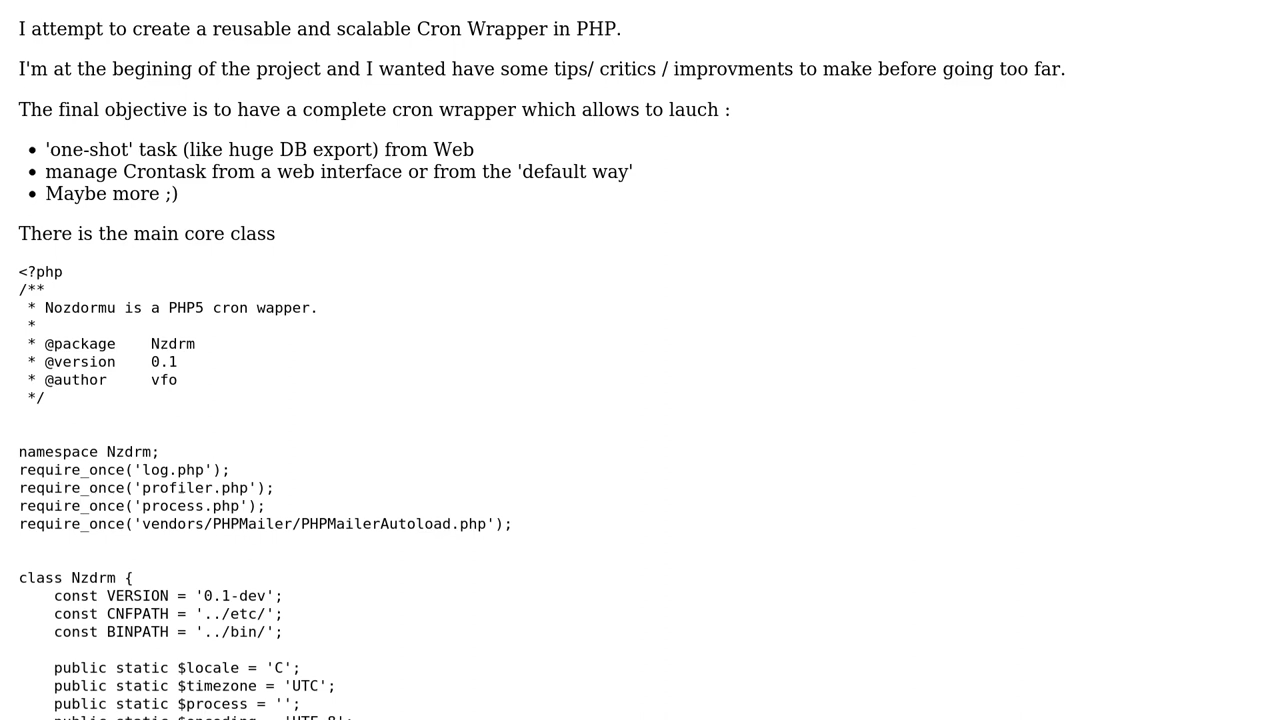 I attempt to create a reusable and scalable Cron Wrapper in PHP.
I'm at the begining of the project and I wanted have some tips/ critics / improvments to make before going too far.
The final objective is to have a complete cron wrapper which allows to lauch :
• 'one-shot' task (like huge DB export) from Web
• manage Crontask from a web interface or from the 'default way'
• Maybe more ;)
There is the main core class
<?php
/**
 * Nozdormu is a PHP5 cron wapper.
 *
 * @package    Nzdrm
 * @version    0.1
 * @author     vfo
 */
namespace Nzdrm;
require_once('log.php');
require_once('profiler.php');
require_once('process.php');
require_once('vendors/PHPMailer/PHPMailerAutoload.php');
class Nzdrm {
    const VERSION = '0.1-dev';
    const CNFPATH = '../etc/';
    const BINPATH = '../bin/';
    public static $locale = 'C';
    public static $timezone = 'UTC';
    public static $process = '';
    public static $encoding = 'UTF-8';